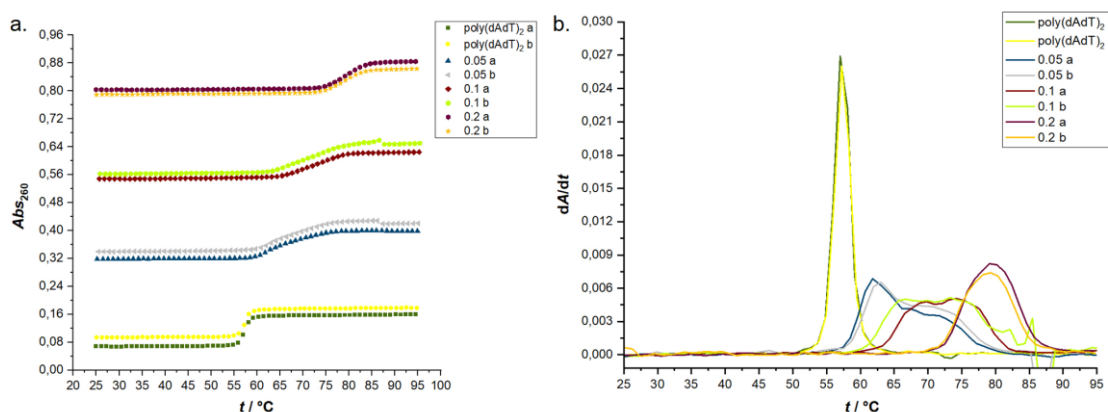 a.
Abs260
0,96
0,88
0,80
0,72
0,64
0,56
0,48
0,40
0,32
0,24
0,16
0,08
0,00
20 25 30 35 40 45 50 55 60 65 70 75 80 85 90 95 100
t / °C
poly(dAdT)2 a
poly(dAdT)2 b
0.05 a
0.05 b
0.1 a
0.1 b
0.2 a
0.2 b
b.
dA/dt
0,030
0,027
0,024
0,021
0,018
0,015
0,012
0,009
0,006
0,003
0,000
25 30 35 40 45 50 55 60 65 70 75 80 85 90 95
t / °C
poly(dAdT)2
poly(dAdT)2
0.05 a
0.05 b
0.1 a
0.1 b
0.2 a
0.2 b